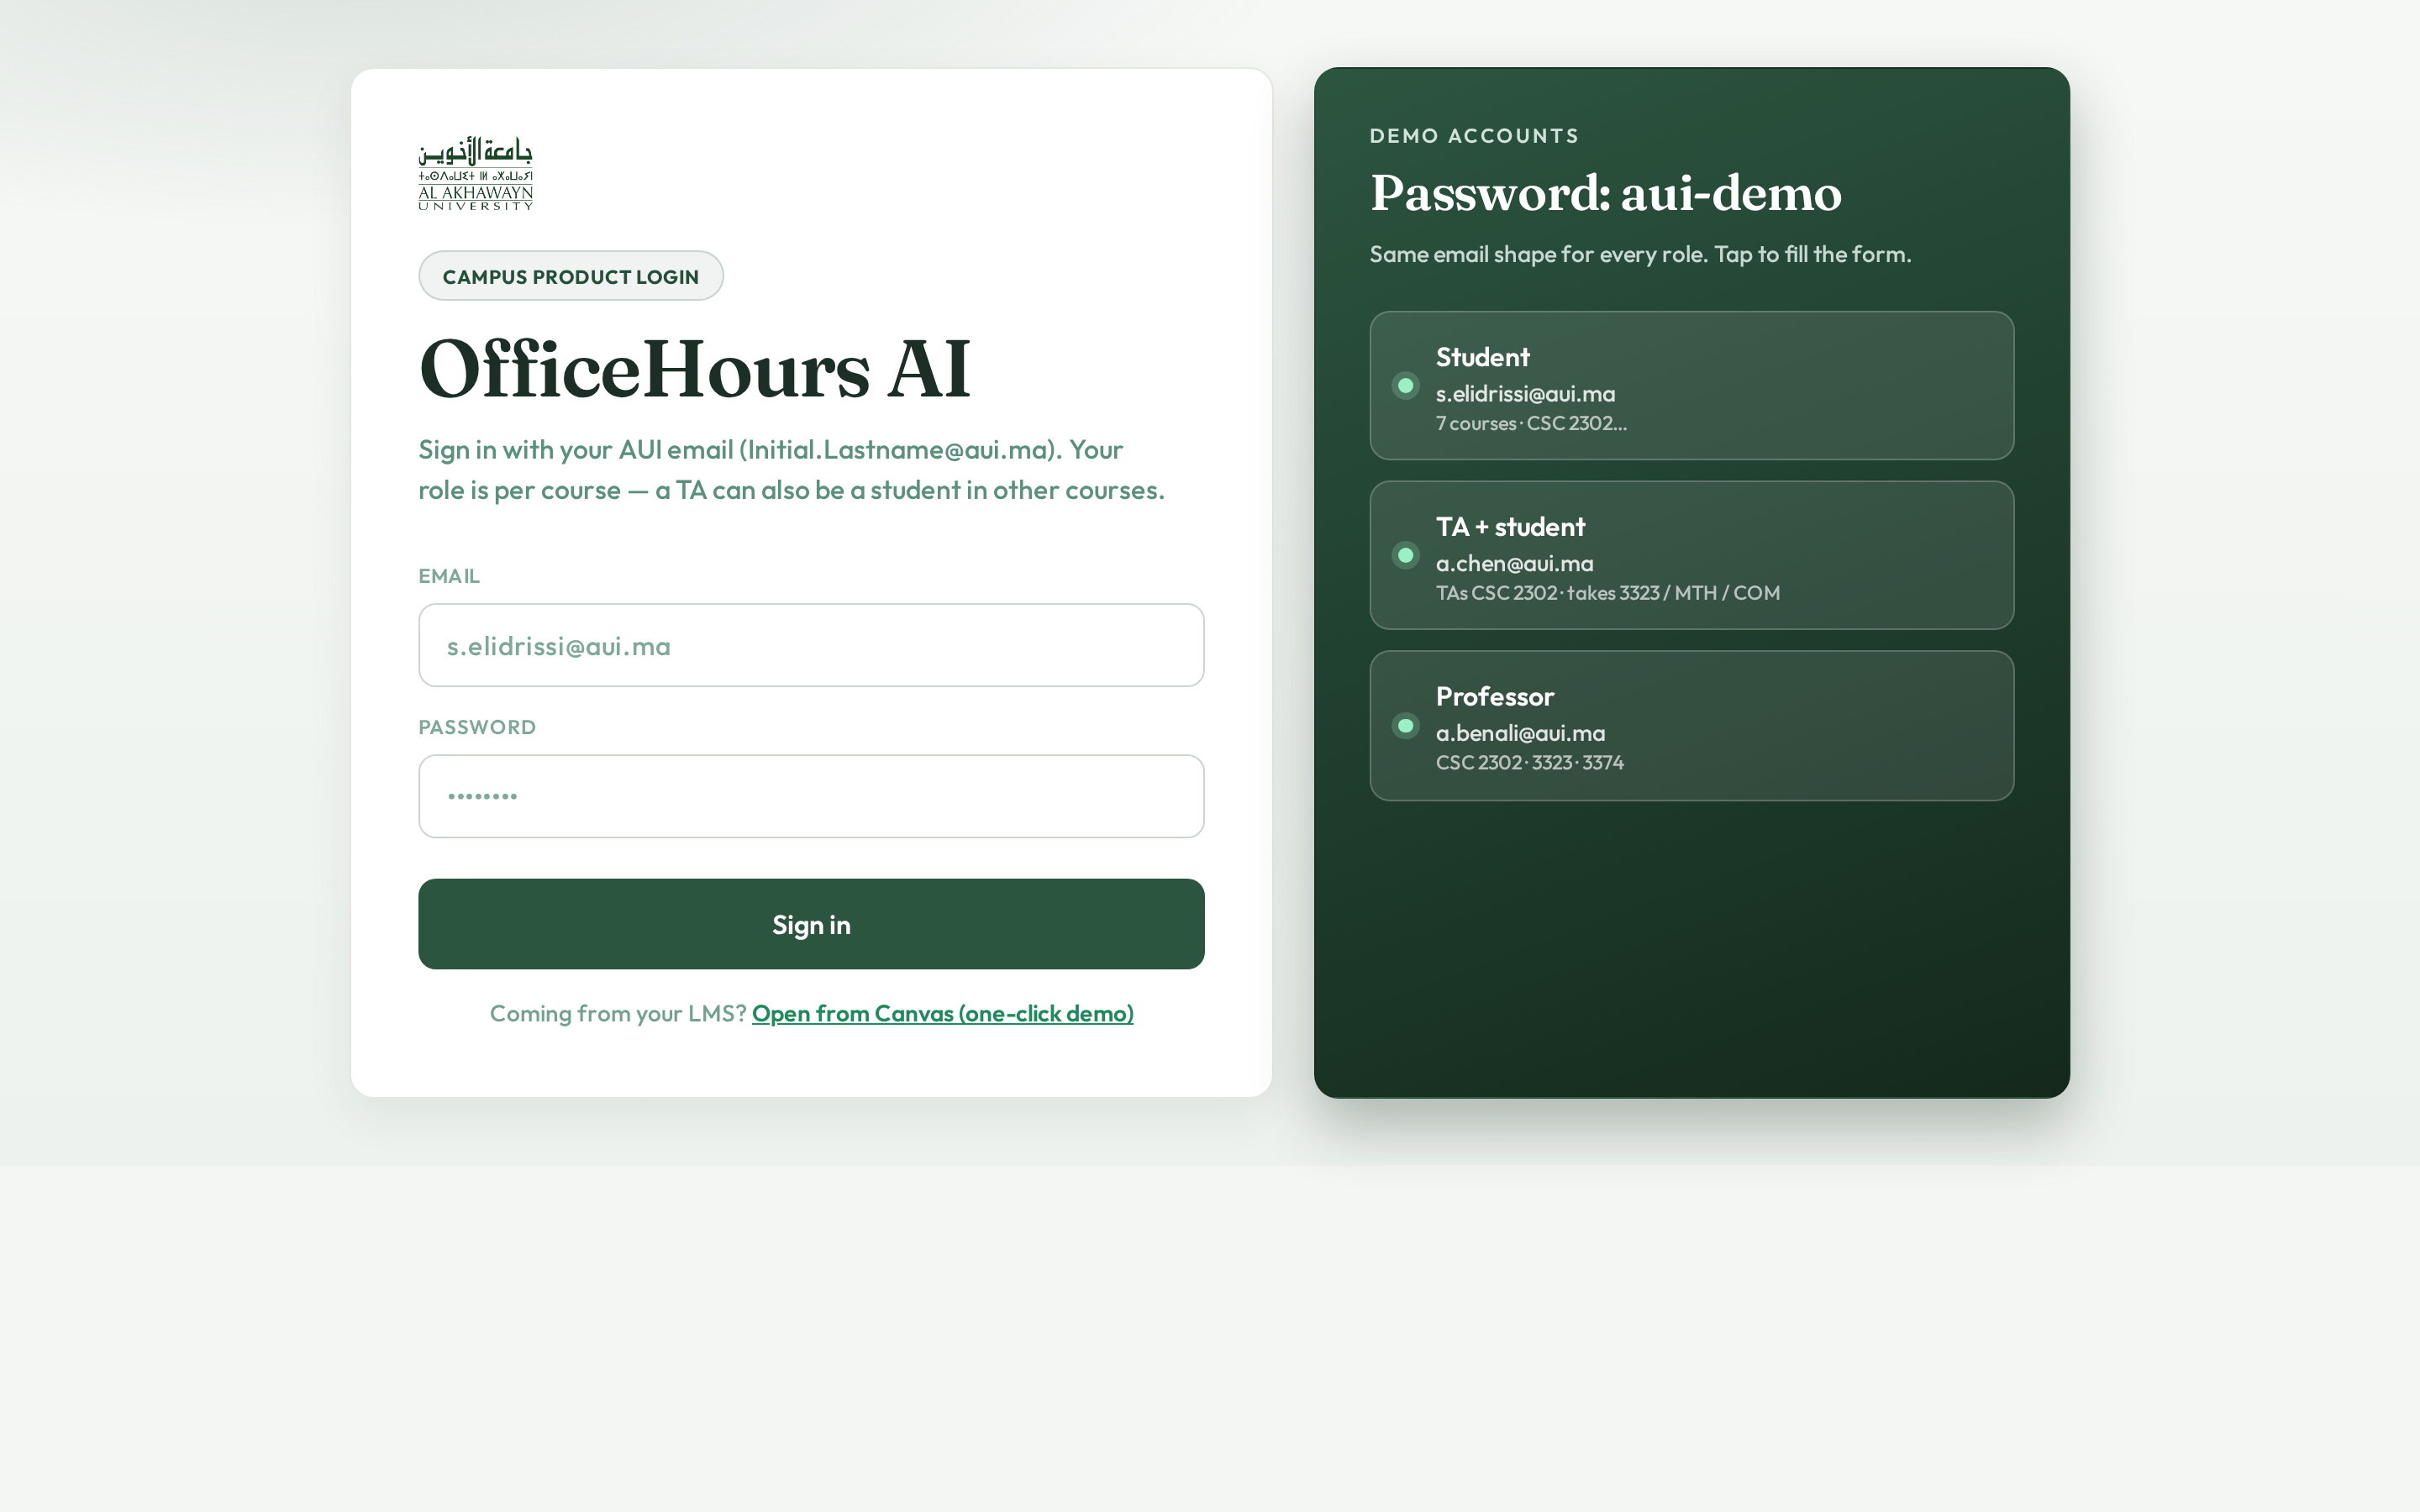 جامعة الأخوين
ⵜⴰⵙⴷⴰⵡⵉⵜ ⵏ ⴰⵅⴰⵡⴰⵢⵏ
AL AKHAWAYN
UNIVERSITY
CAMPUS PRODUCT LOGIN
OfficeHours AI
Sign in with your AUI email (Initial.Lastname@aui.ma). Your
role is per course — a TA can also be a student in other courses.
EMAIL
s.elidrissi@aui.ma
PASSWORD
••••••••
Sign in
Coming from your LMS? Open from Canvas (one-click demo)
DEMO ACCOUNTS
Password: aui-demo
Same email shape for every role. Tap to fill the form.
Student
s.elidrissi@aui.ma
7 courses · CSC 2302…
TA + student
a.chen@aui.ma
TAs CSC 2302 · takes 3323 / MTH / COM
Professor
a.benali@aui.ma
CSC 2302 · 3323 · 3374